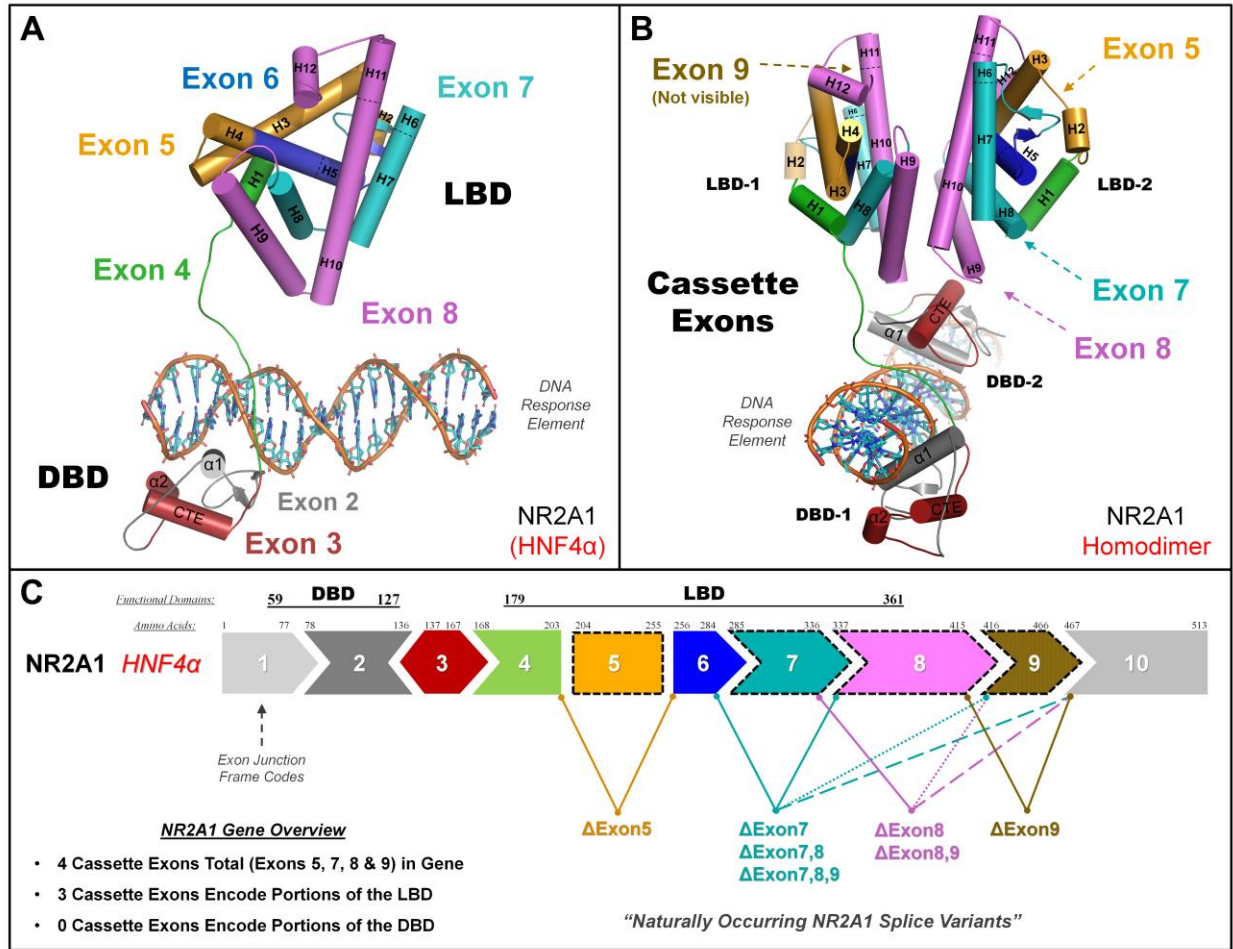 A
Exon 6
Exon 7
Exon 5
LBD
Exon 4
Exon 8
H12
H11
H3
H4
H2
H6
H5
H1
H7
H8
H9
H10
DNA
Response
Element
DBD
α1
α2
CTE
Exon 2
Exon 3
NR2A1
(HNF4α)
B
Exon 9
(Not visible)
Exon 5
H11
H12
H6
H4
H2
H10
H7
H9
H3
H8
H1
LBD-1
H11
H3
H6
H12
H2
H7
H5
H1
H10
H8
H9
LBD-2
Cassette
Exons
Exon 7
Exon 8
CTE
α1
DBD-2
DNA
Response
Element
α1
DBD-1
α2
CTE
NR2A1
Homodimer
C
Functional Domains:
59 DBD 127 179 LBD 361
Amino Acids:
1 77 78 136 137 167 168 203 204 255 256 284 285 336 337 415 416 466 467 513
NR2A1 HNF4α 1 2 3 4 5 6 7 8 9 10
Exon Junction
Frame Codes
ΔExon5
ΔExon7
ΔExon7,8
ΔExon7,8,9
ΔExon8
ΔExon8,9
ΔExon9
NR2A1 Gene Overview
• 4 Cassette Exons Total (Exons 5, 7, 8 & 9) in Gene
• 3 Cassette Exons Encode Portions of the LBD
• 0 Cassette Exons Encode Portions of the DBD
“Naturally Occurring NR2A1 Splice Variants”